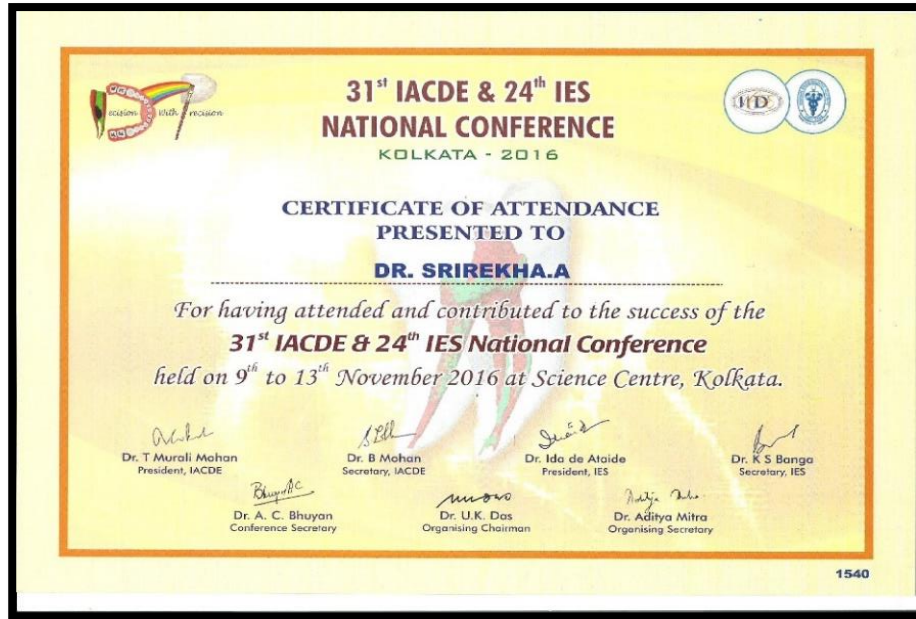 31st IACDE & 24th IES
NATIONAL CONFERENCE
KOLKATA - 2016
ecision With recision
CERTIFICATE OF ATTENDANCE
PRESENTED TO
DR. SRIREKHA.A
For having attended and contributed to the success of the
31st IACDE & 24th IES National Conference
held on 9th to 13th November 2016 at Science Centre, Kolkata.
Dr. T Murali Mohan Dr. B Mohan Dr. Ida de Ataide Dr. K S Banga
President, IACDE Secretary, IACDE President, IES Secretary, IES
Dr. A. C. Bhuyan Dr. U.K. Das Dr. Aditya Mitra
Conference Secretary Organising Chairman Organising Secretary
1540